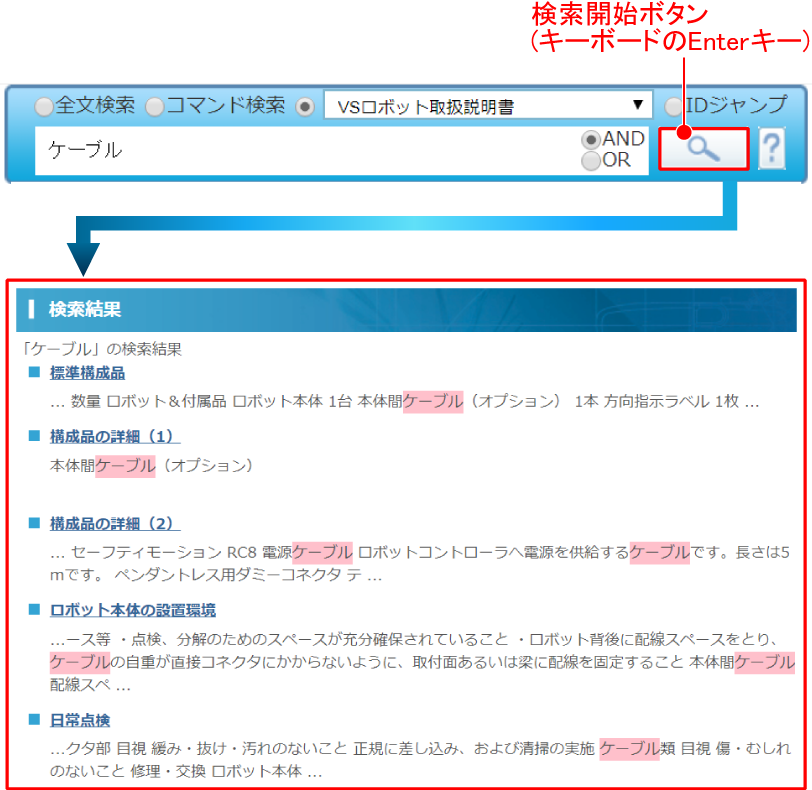 検索開始ボタン
(キーボードのEnterキー)
全文検索 コマンド検索 VSロボット取扱説明書 ▼ IDジャンプ
ケーブル AND
OR
?
検索結果
「ケーブル」の検索結果
標準構成品
... 数量 ロボット＆付属品 ロボット本体 1台 本体間ケーブル（オプション） 1本 方向指示ラベル 1枚 ...
構成品の詳細（1）
本体間ケーブル（オプション）
構成品の詳細（2）
... セーフティモーション RC8 電源ケーブル ロボットコントローラへ電源を供給するケーブルです。長さは5
mです。 ペンダントレス用ダミーコネクタ テ ...
ロボット本体の設置環境
...ース等 ・点検、分解のためのスペースが充分確保されていること ・ロボット背後に配線スペースをとり、
ケーブルの自重が直接コネクタにかからないように、取付面あるいは梁に配線を固定すること 本体間ケーブル
配線スペ ...
日常点検
...クタ部 目視 緩み・抜け・汚れのないこと 正規に差し込み、および清掃の実施 ケーブル類 目視 傷・むしれ
のないこと 修理・交換 ロボット本体 ...